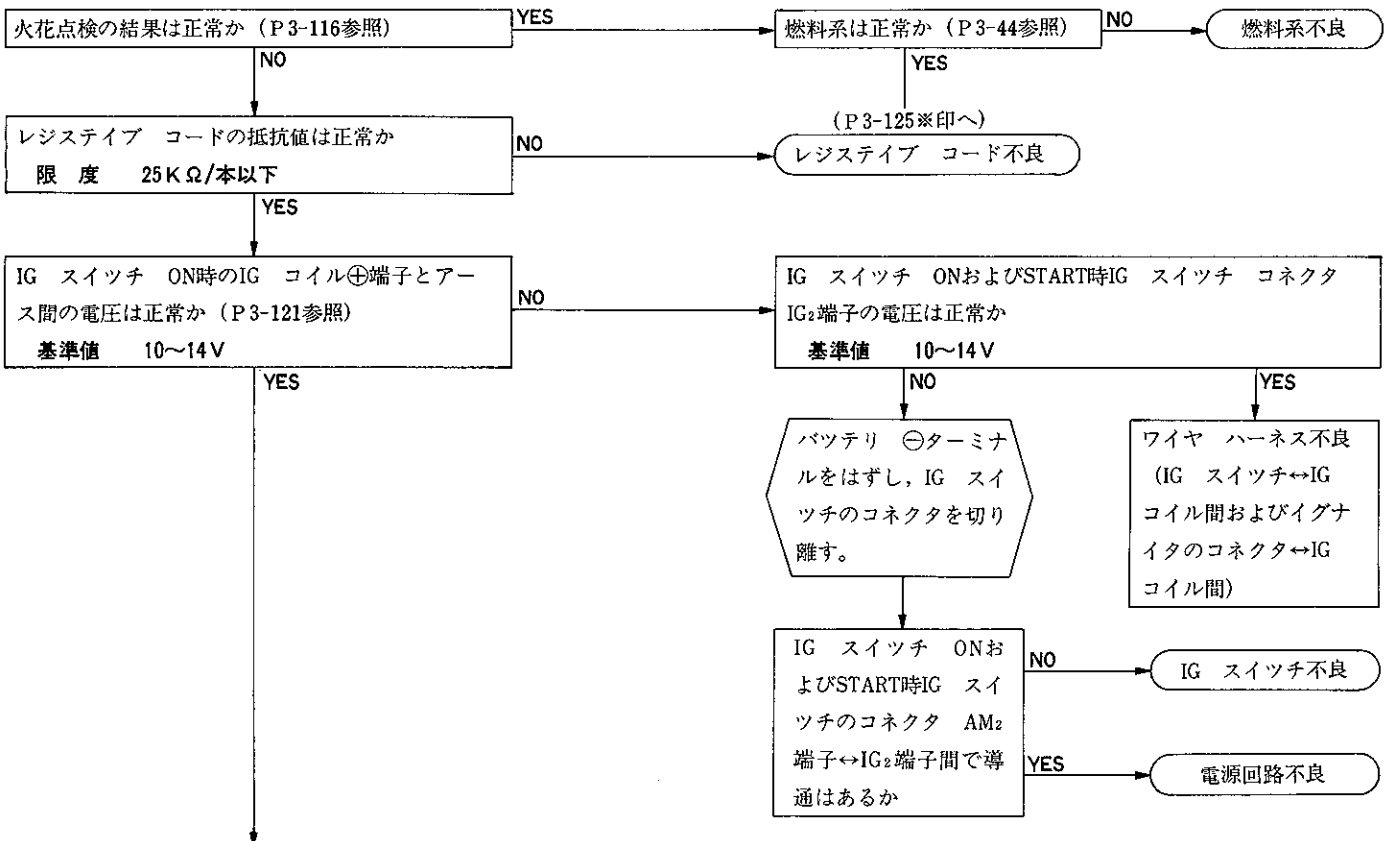 火花点検の結果は正常か（P3-116参照）
YES
燃料系は正常か（P3-44参照）
NO
燃料系不良
NO
YES
(P3-125※印へ)
レジステイブ コードの抵抗値は正常か
限 度 25KΩ/本以下
NO
レジステイブ コード不良
YES
IG スイツチ ON時のIG コイル⊕端子とアー
ス間の電圧は正常か（P3-121参照）
基準値 10～14V
NO
IG スイツチ ONおよびSTART時IG スイツチ コネクタ
IG₂端子の電圧は正常か
基準値 10～14V
YES
NO
YES
バツテリ ⊖ターミナ
ルをはずし，IG スイ
ツチのコネクタを切り
離す。
ワイヤ ハーネス不良
(IG スイツチ↔IG
コイル間およびイグナ
イタのコネクタ↔IG
コイル間)
IG スイツチ ONお
よびSTART時IG スイ
ツチのコネクタ AM₂
端子↔IG₂端子間で導
通はあるか
NO
IG スイツチ不良
YES
電源回路不良